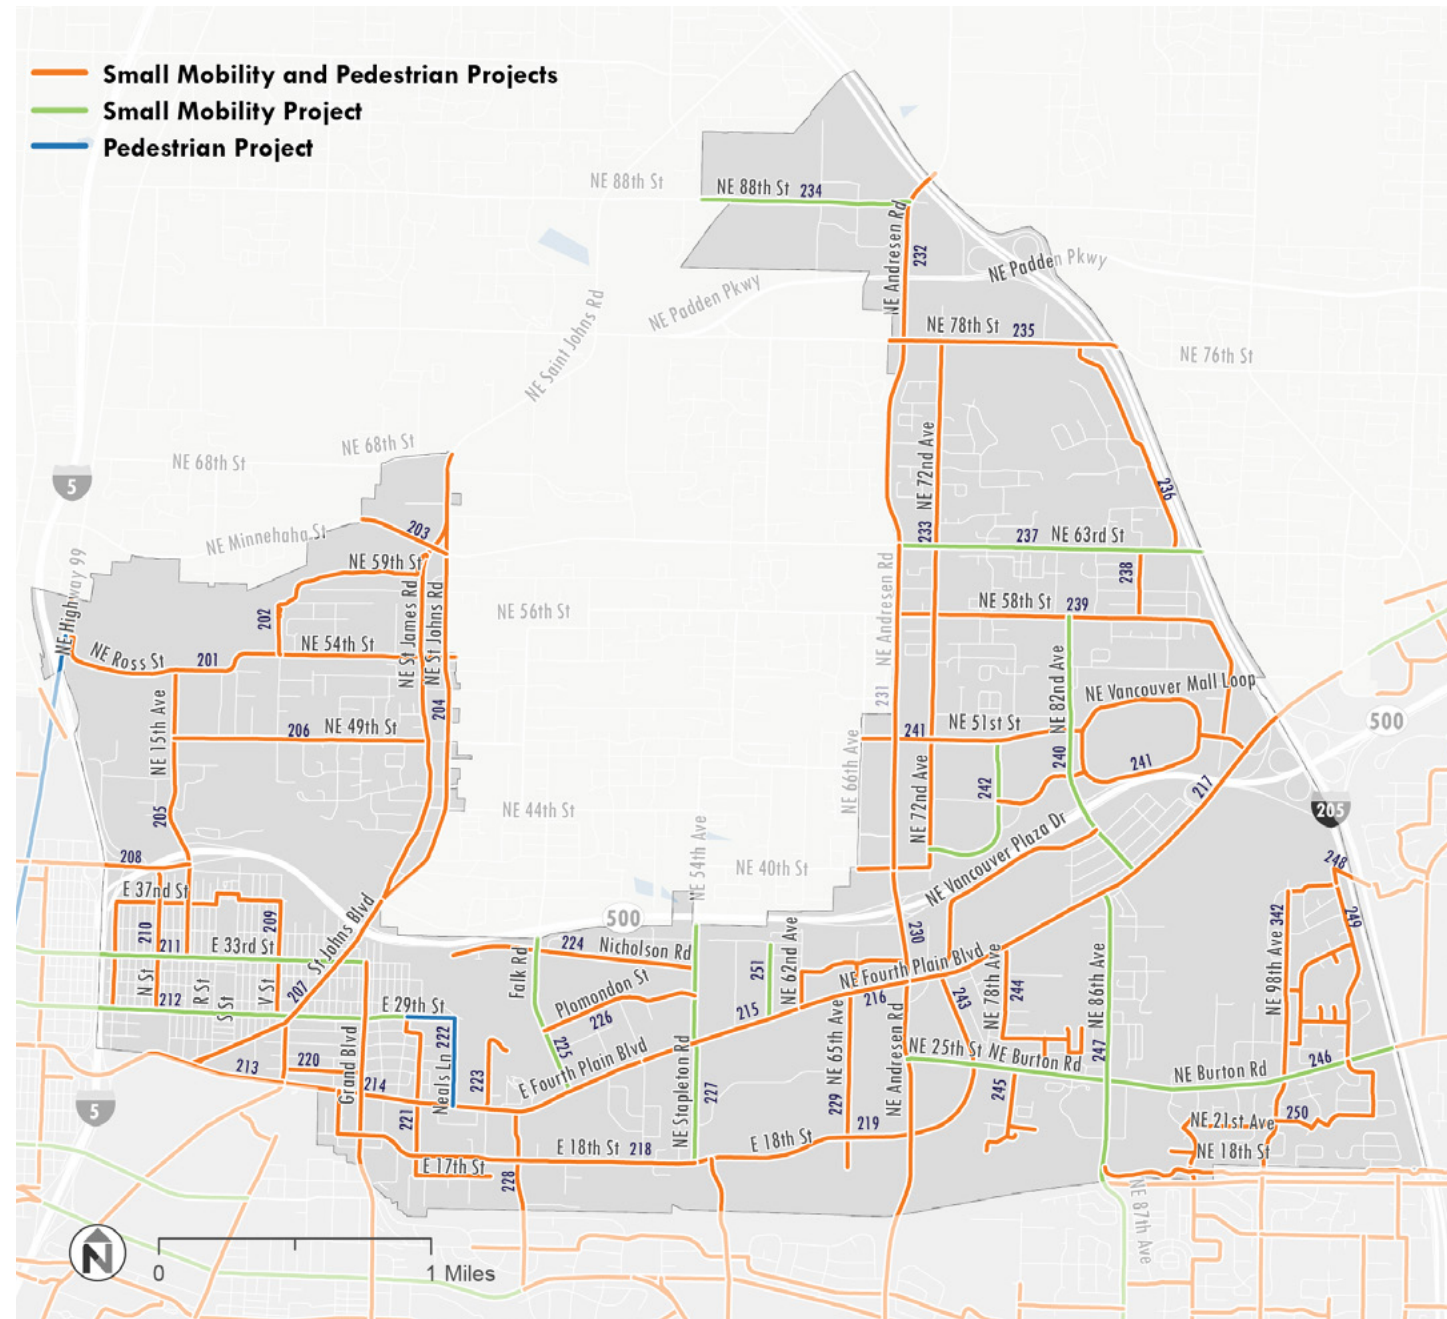 Small Mobility and Pedestrian Projects
Small Mobility Project
Pedestrian Project
NE 88th St
NE 88th St
234
NE Andresen Rd
232
NE Padden Pkwy
NE Padden Pkwy
NE Saint Johns Rd
NE 78th St
235
NE 76th St
NE 68th St
NE 68th St
5
NE 72nd Ave
236
203
NE Minnehaha St
233
237
NE 63rd St
NE Highway 99
NE 59th St
NE St James Rd
NE St Johns Rd
NE Andresen Rd
238
202
NE 56th St
NE 58th St
239
NE Ross St
201
NE 54th St
231
NE 82nd Ave
NE Vancouver Mall Loop
204
NE 15th Ave
206
NE 49th St
241
NE 51st St
500
NE 66th Ave
240
241
242
217
205
NE 44th St
NE 72nd Ave
205
NE 54th Ave
NE Vancouver Plaza Dr
208
NE 40th St
248
E 37nd St
St Johns Blvd
500
209
210
211
E 33rd St
224
Nicholson Rd
230
NE 98th Ave
342
249
Falk Rd
251
NE 62nd Ave
NE Fourth Plain Blvd
N St
R St
S St
V St
207
Plomondon St
243
244
NE 78th Ave
NE 86th Ave
212
E 29th St
226
215
216
222
225
E Fourth Plain Blvd
NE 65th Ave
NE Andresen Rd
NE 25th St
NE Burton Rd
247
213
220
Grand Blvd
214
Neals Ln
223
NE Stapleton Rd
227
245
NE Burton Rd
246
5
221
229
219
250
E 18th St
218
E 18th St
NE 21st Ave
E 17th St
228
NE 18th St
NE 87th Ave
N
0
1 Miles